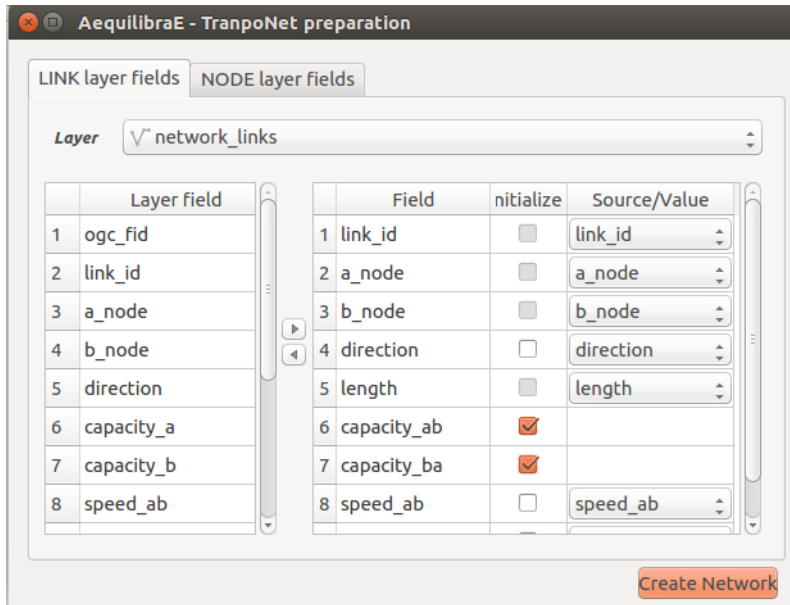 AequilibraE - TranpoNet preparation
LINK layer fields NODE layer fields
Layer network_links
Layer field Field nitialize Source/Value
1 ogc_fid 1 link_id link_id
2 link_id 2 a_node a_node
3 a_node 3 b_node b_node
4 b_node 4 direction direction
5 direction 5 length length
6 capacity_a 6 capacity_ab
7 capacity_b 7 capacity_ba
8 speed_ab 8 speed_ab speed_ab
Create Network